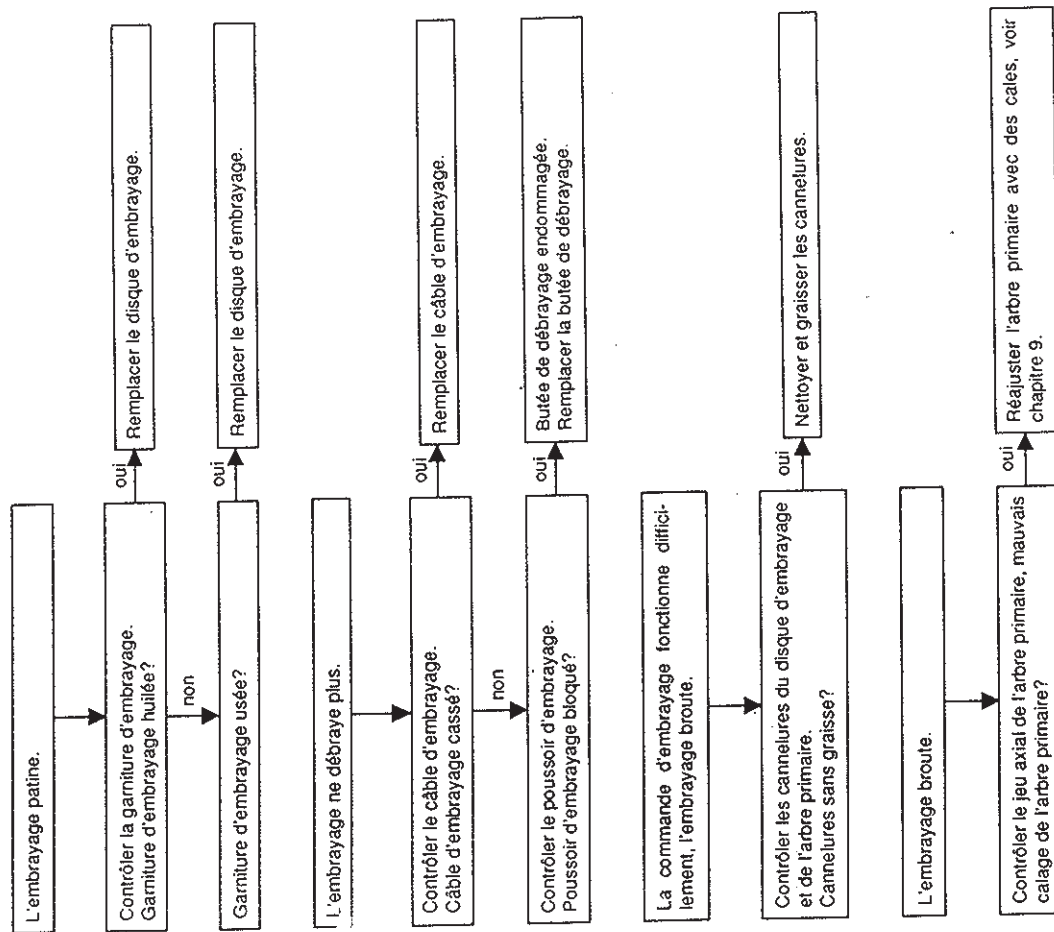 L'embrayage patine.
Contrôler la garniture d'embrayage.
Garniture d'embrayage huilée?
oui
Remplacer le disque d'embrayage.
non
Garniture d'embrayage usée?
oui
Remplacer le disque d'embrayage.
L'embrayage ne débraye plus.
Contrôler le câble d'embrayage.
Câble d'embrayage cassé?
oui
Remplacer le câble d'embrayage.
non
Contrôler le poussoir d'embrayage.
Poussoir d'embrayage bloqué?
oui
Butée de débrayage endommagée.
Remplacer la butée de débrayage.
La commande d'embrayage fonctionne diffici-
lement, l'embrayage broute.
Contrôler les cannelures du disque d'embrayage
et de l'arbre primaire.
Cannelures sans graisse?
oui
Nettoyer et graisser les cannelures.
L'embrayage broute.
Contrôler le jeu axial de l'arbre primaire, mauvais
calage de l'arbre primaire?
oui
Réajuster l'arbre primaire avec des cales, voir
chapitre 9.